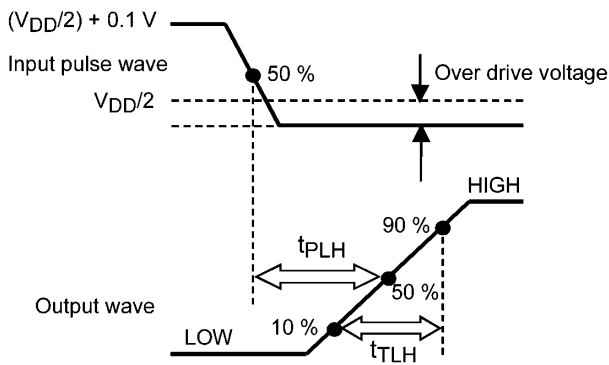 (VDD/2) + 0.1 V
Input pulse wave
50 %
Over drive voltage
VDD/2
HIGH
90 %
tPLH
50 %
Output wave
10 %
LOW
tTLH